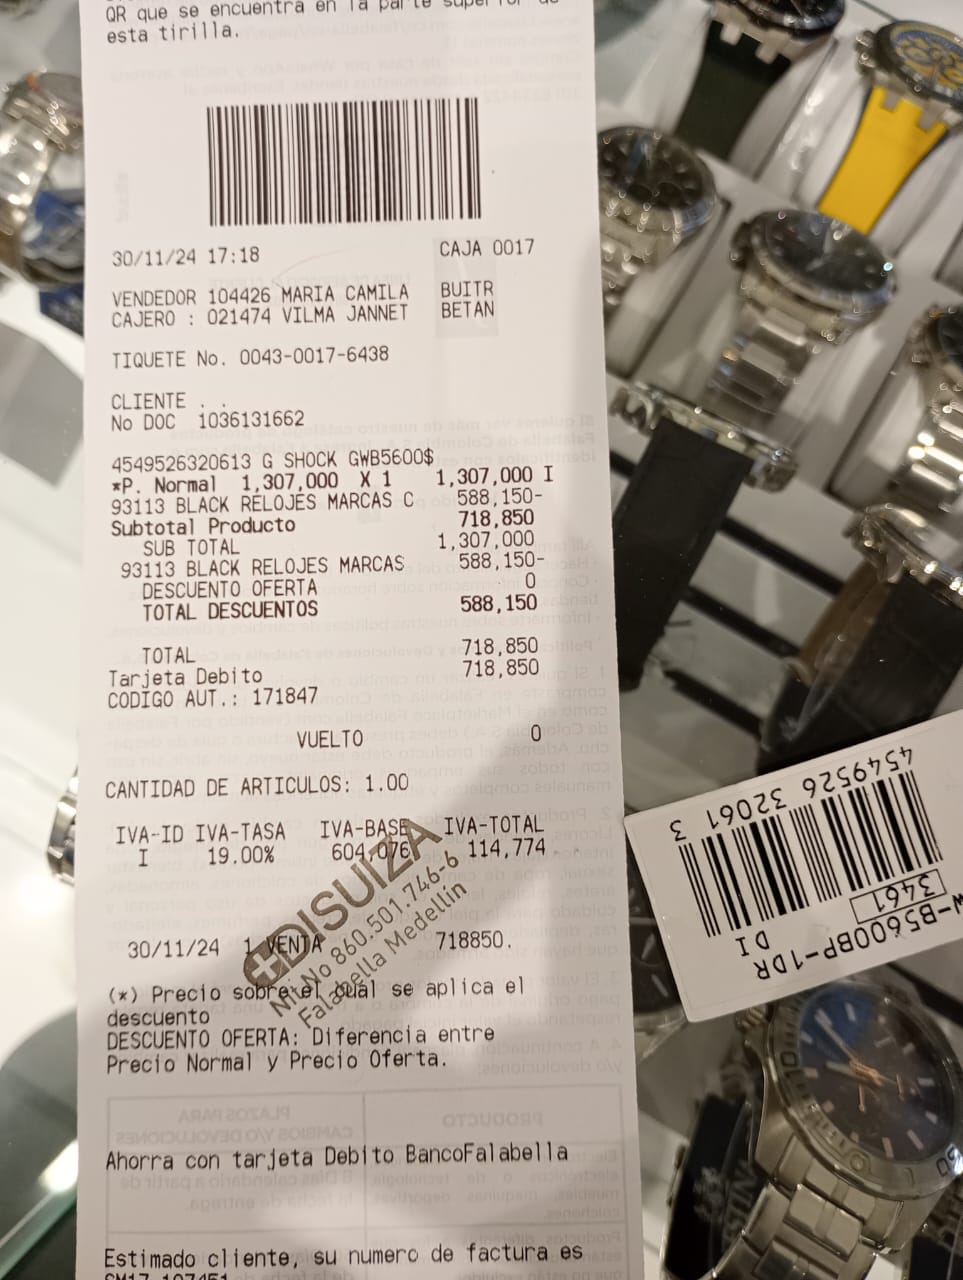 QR que se encuentra en la parte superior de
esta tirilla.
30/11/24 17:18 CAJA 0017
VENDEDOR 104426 MARIA CAMILA BUITR
CAJERO : 021474 VILMA JANNET BETAN
TIQUETE No. 0043-0017-6438
CLIENTE . .
No DOC 1036131662
4549526320613 G SHOCK GWB5600$
*P. Normal 1,307,000 X 1 1,307,000 I
93113 BLACK RELOJES MARCAS C 588,150-
Subtotal Producto 718,850
SUB TOTAL 1,307,000
93113 BLACK RELOJES MARCAS 588,150-
DESCUENTO OFERTA 0
TOTAL DESCUENTOS 588,150
TOTAL 718,850
Tarjeta Debito 718,850
CODIGO AUT.: 171847
VUELTO 0
CANTIDAD DE ARTICULOS: 1.00
IVA-ID IVA-TASA IVA-BASE IVA-TOTAL
I 19.00% 604,076 114,774
DISUIZA
Nit.No 860.501.746-6
Falabella Medellín
30/11/24 1 VENTA 718850.
(*) Precio sobre el cual se aplica el
descuento
DESCUENTO OFERTA: Diferencia entre
Precio Normal y Precio Oferta.
Ahorra con tarjeta Debito BancoFalabella
Estimado cliente, su numero de factura es
4549526 32061 3
3461
W-B5600BP-1DR
D I